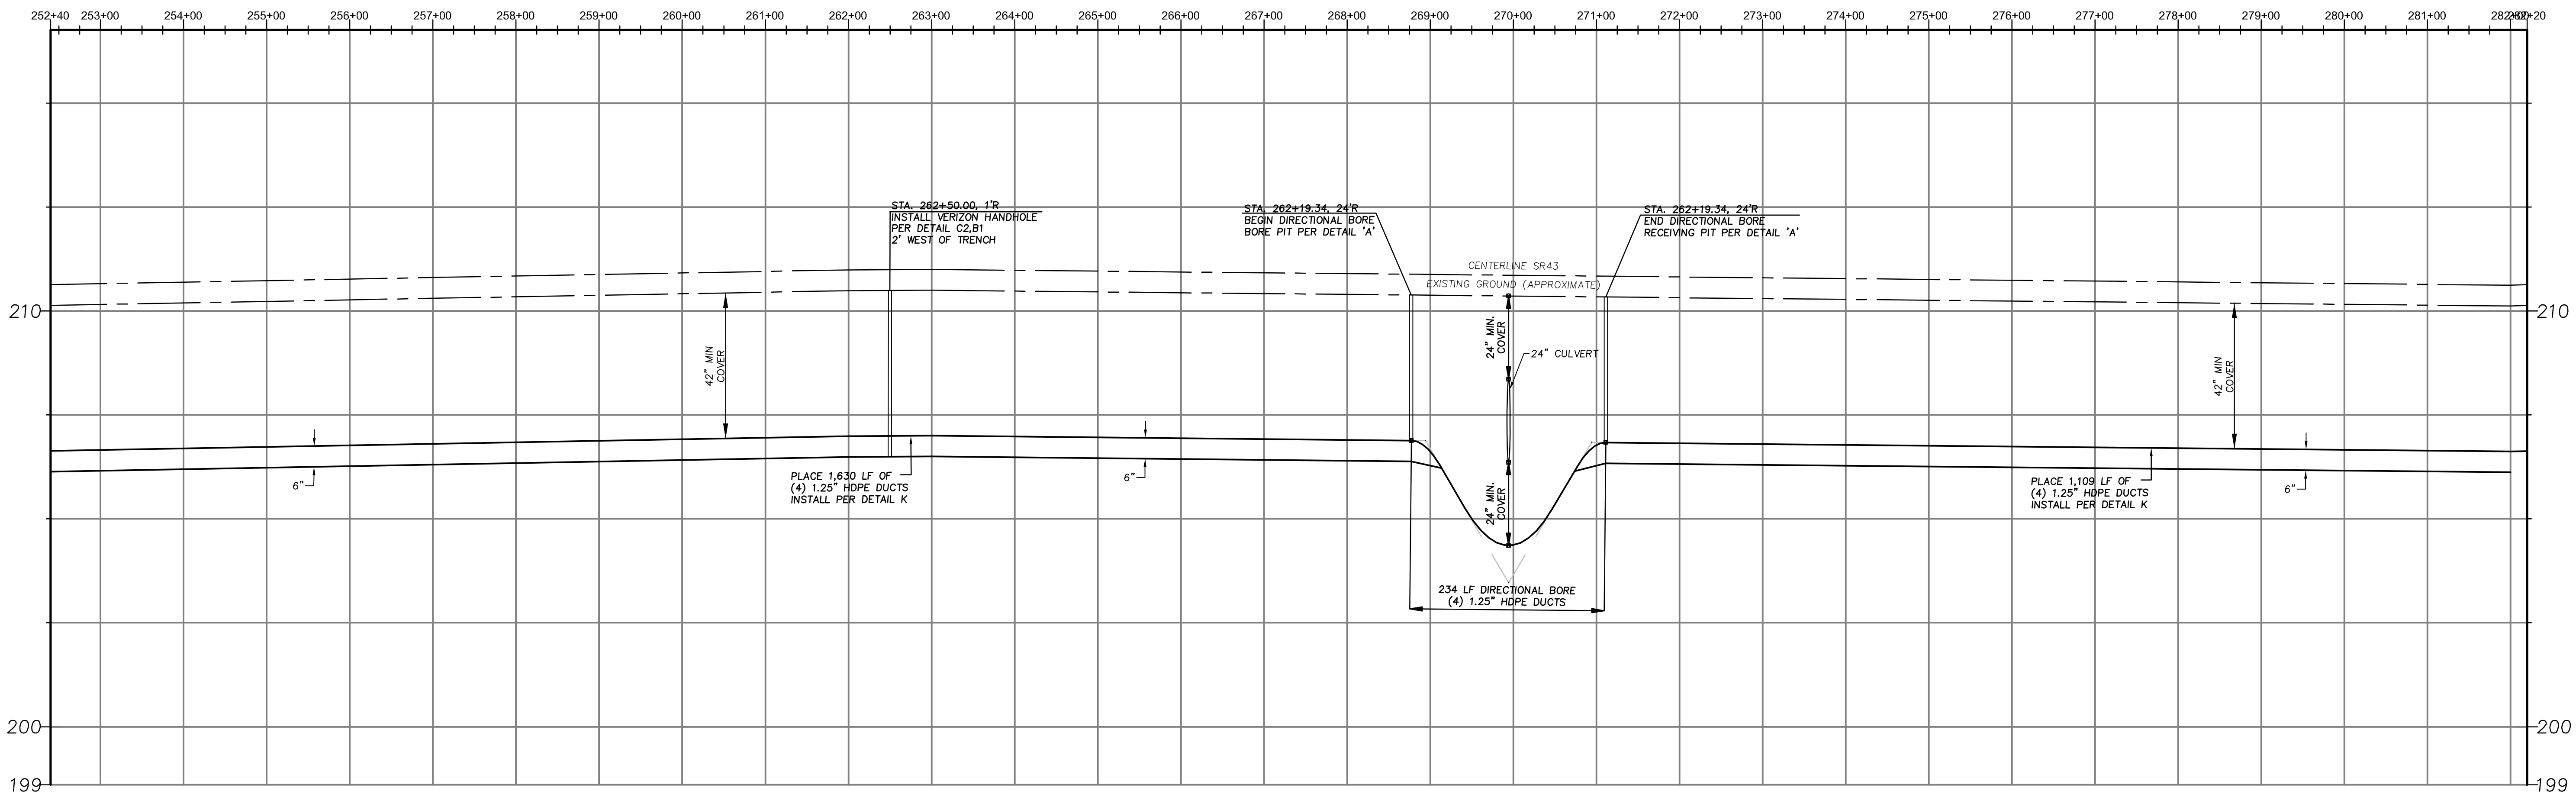 252+40 253+00 254+00 255+00 256+00 257+00 258+00 259+00 260+00 261+00 262+00 263+00 264+00 265+00 266+00 267+00 268+00 269+00 270+00 271+00 272+00 273+00 274+00 275+00 276+00 277+00 278+00 279+00 280+00 281+00 282+00 282+20
STA. 262+50.00, 1'R
INSTALL VERIZON HANDHOLE
PER DETAIL C2,B1
2' WEST OF TRENCH
STA. 262+19.34, 24'R
BEGIN DIRECTIONAL BORE
BORE PIT PER DETAIL 'A'
STA. 262+19.34, 24'R
END DIRECTIONAL BORE
RECEIVING PIT PER DETAIL 'A'
CENTERLINE SR43
EXISTING GROUND (APPROXIMATE)
210
210
42" MIN
COVER
24" MIN.
COVER
24" CULVERT
42" MIN
COVER
6"
PLACE 1,630 LF OF
(4) 1.25" HDPE DUCTS
INSTALL PER DETAIL K
6"
24" MIN.
COVER
PLACE 1,109 LF OF
(4) 1.25" HDPE DUCTS
INSTALL PER DETAIL K
6"
234 LF DIRECTIONAL BORE
(4) 1.25" HDPE DUCTS
200
200
199
199